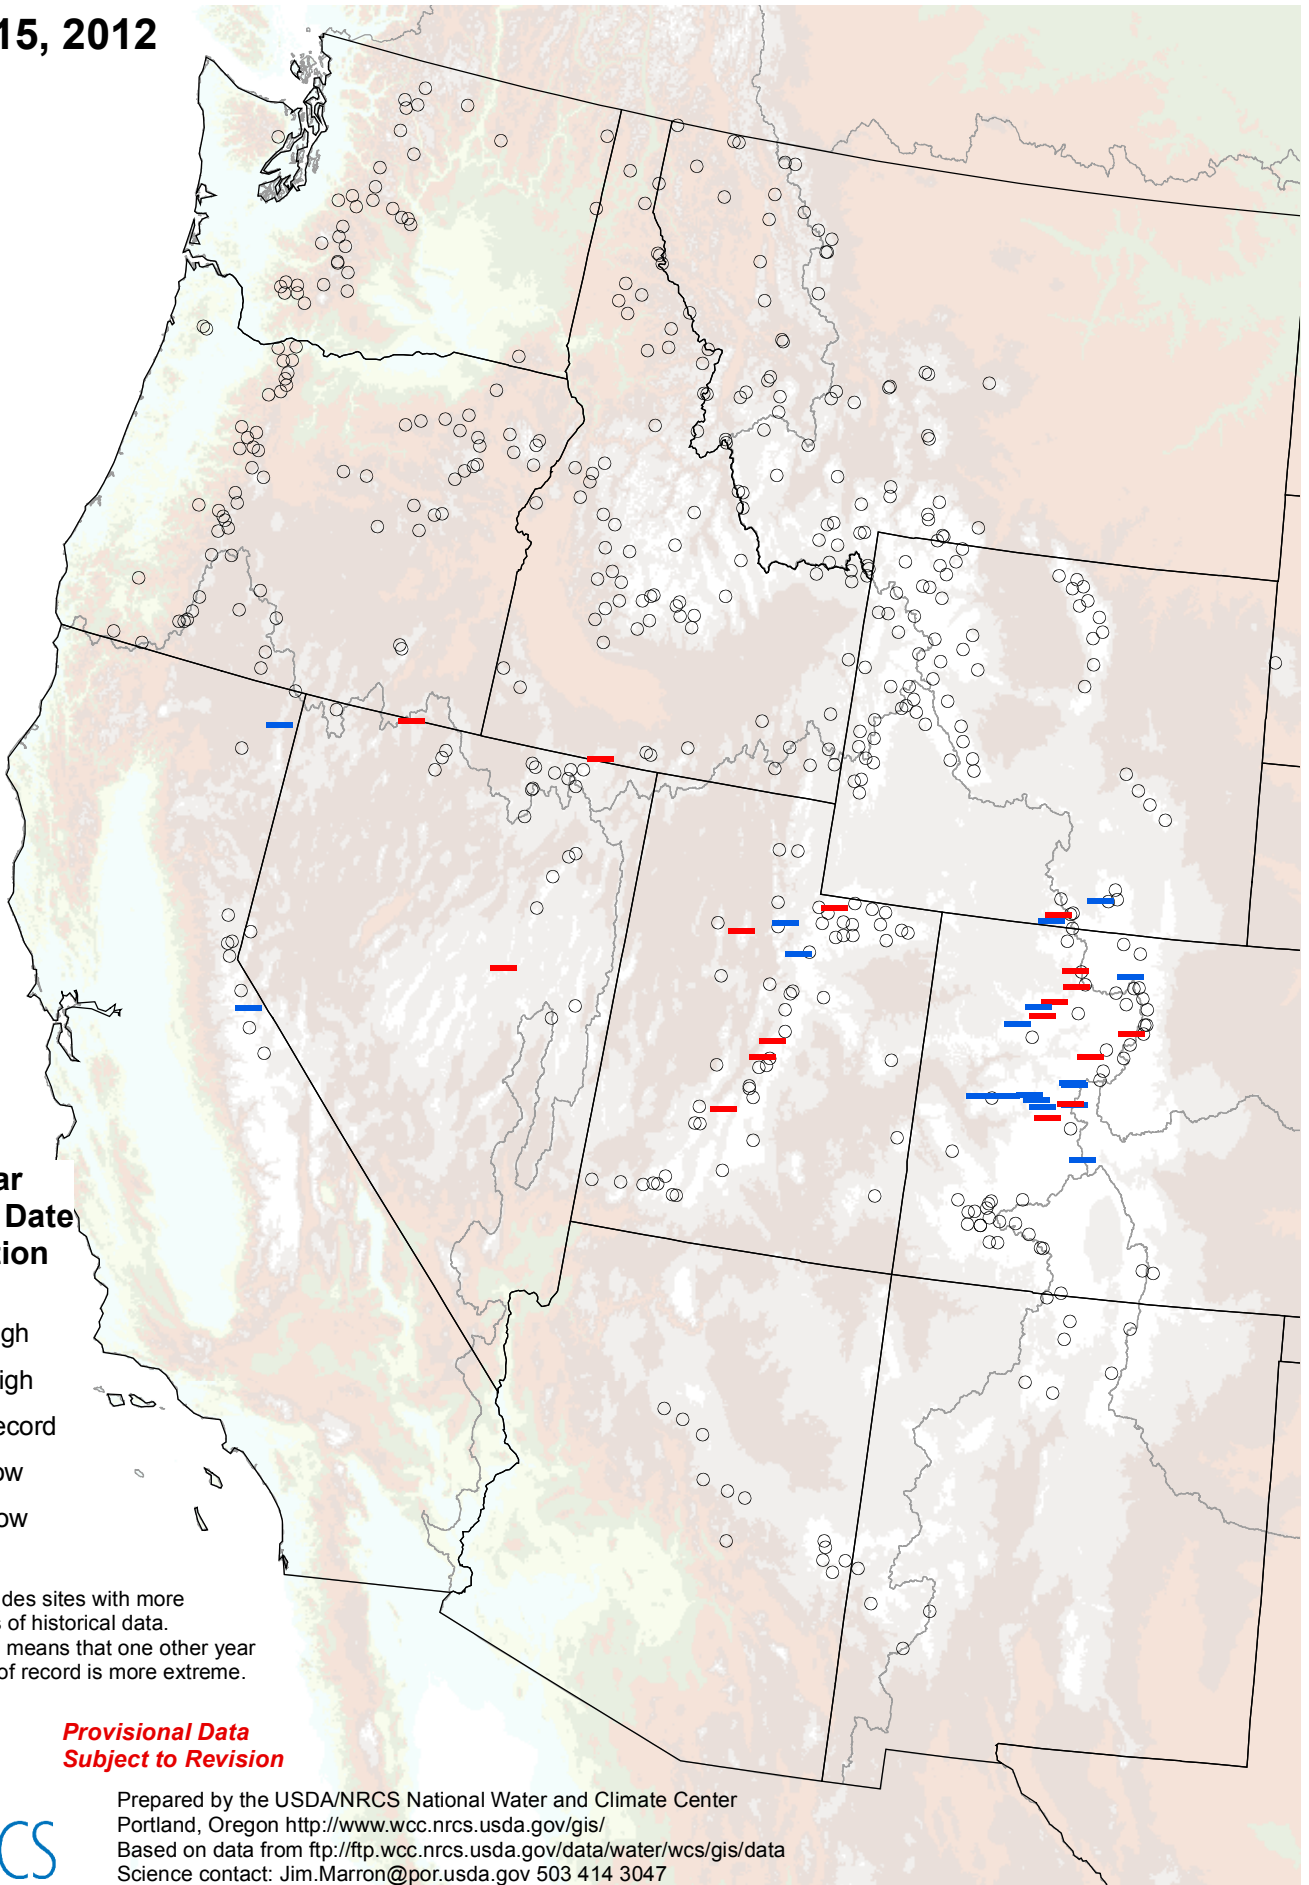 15, 2012
ar
Date
tion
gh
igh
ecord
ow
ow
des sites with more
s of historical data.
means that one other year
of record is more extreme.
Provisional Data
Subject to Revision
Prepared by the USDA/NRCS National Water and Climate Center
Portland, Oregon http://www.wcc.nrcs.usda.gov/gis/
Based on data from ftp://ftp.wcc.nrcs.usda.gov/data/water/wcs/gis/data
Science contact: Jim.Marron@por.usda.gov 503 414 3047
CS